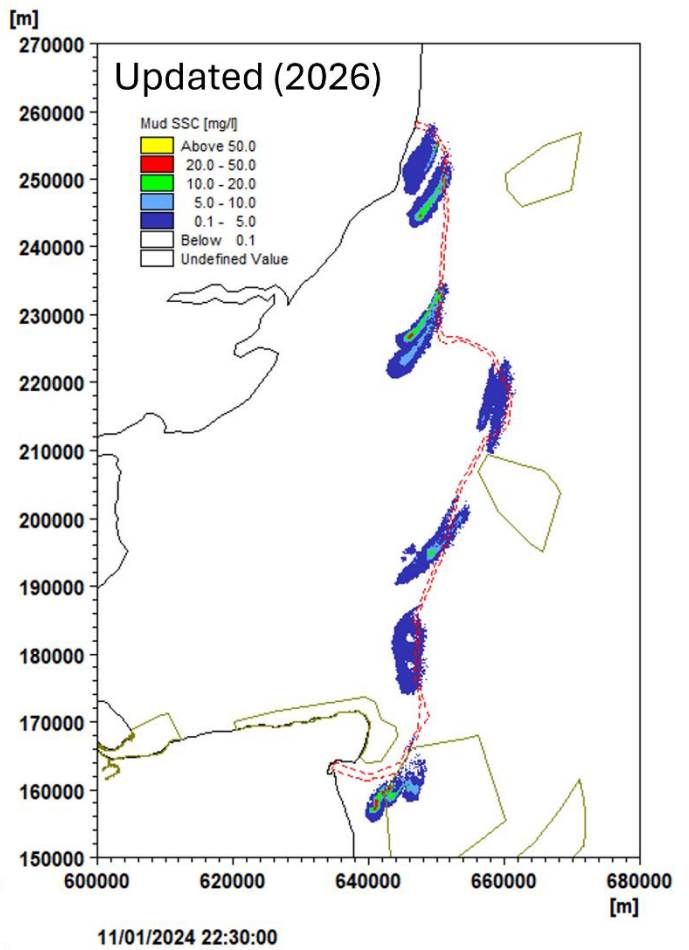 [m]
270000
Updated (2026)
260000
Mud SSC [mg/l]
Above 50.0
20.0 - 50.0
10.0 - 20.0
5.0 - 10.0
0.1 - 5.0
Below 0.1
Undefined Value
250000
240000
230000
220000
210000
200000
190000
180000
170000
160000
150000
600000 620000 640000 660000 680000
[m]
11/01/2024 22:30:00